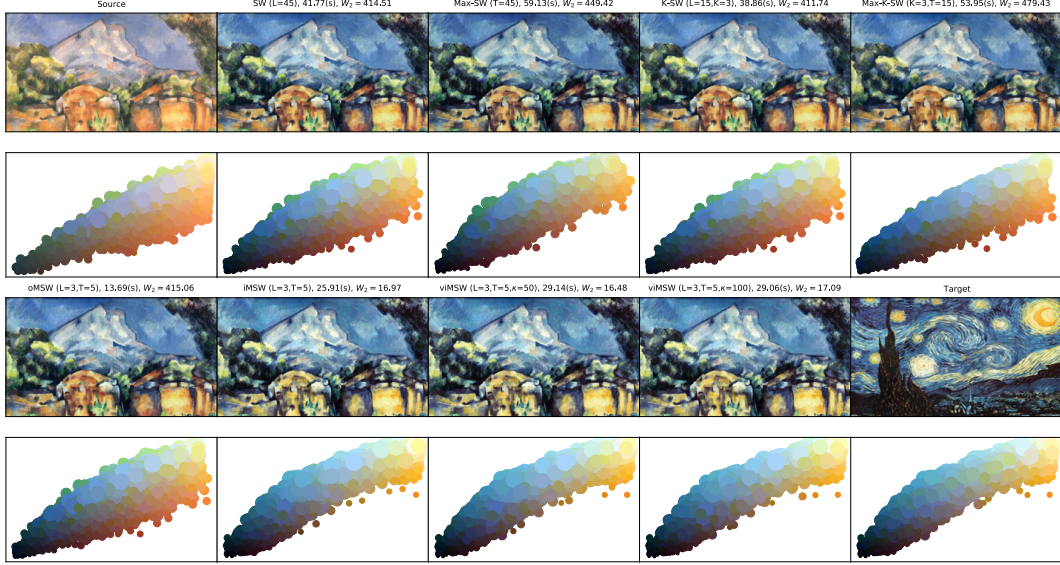 Source
SW (L=45), 41.77(s), W₂ = 414.51
Max-SW (T=45), 59.13(s), W₂ = 449.42
K-SW (L=15,K=3), 38.86(s), W₂ = 411.74
Max-K-SW (K=3,T=15), 53.95(s), W₂ = 479.43
oMSW (L=3,T=5), 13.69(s), W₂ = 415.06
iMSW (L=3,T=5), 25.91(s), W₂ = 16.97
viMSW (L=3,T=5,κ=50), 29.14(s), W₂ = 16.48
viMSW (L=3,T=5,κ=100), 29.06(s), W₂ = 17.09
Target